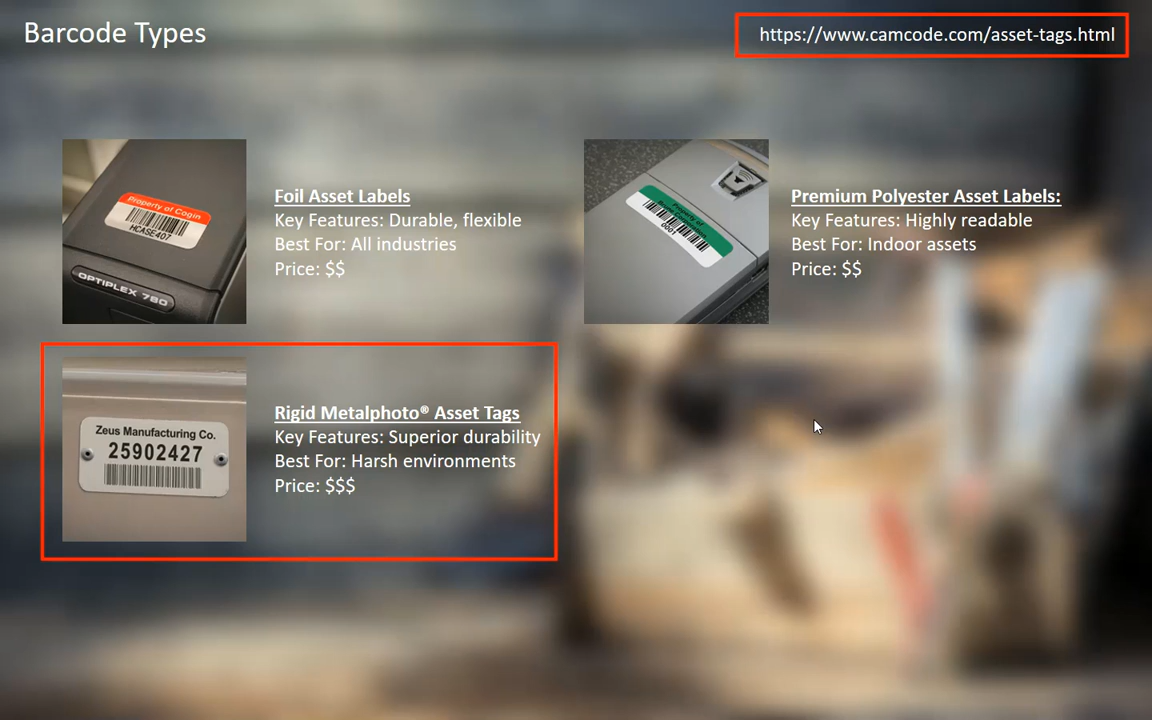 Barcode Types
https://www.camcode.com/asset-tags.html
Property of Cogin
HCASE407
OPTIPLEX 780
Foil Asset Labels
Key Features: Durable, flexible
Best For: All industries
Price: $$
Property of
0001
Premium Polyester Asset Labels:
Key Features: Highly readable
Best For: Indoor assets
Price: $$
Zeus Manufacturing Co.
25902427
Rigid Metalphoto® Asset Tags
Key Features: Superior durability
Best For: Harsh environments
Price: $$$